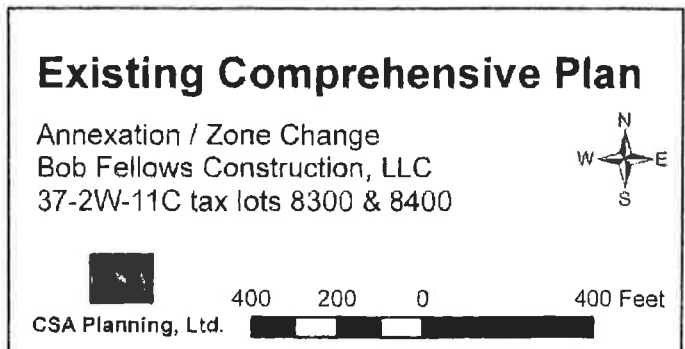 Existing Comprehensive Plan
Annexation / Zone Change
Bob Fellows Construction, LLC
37-2W-11C tax lots 8300 & 8400
N
W E
S
400 200 0 400 Feet
CSA Planning, Ltd.